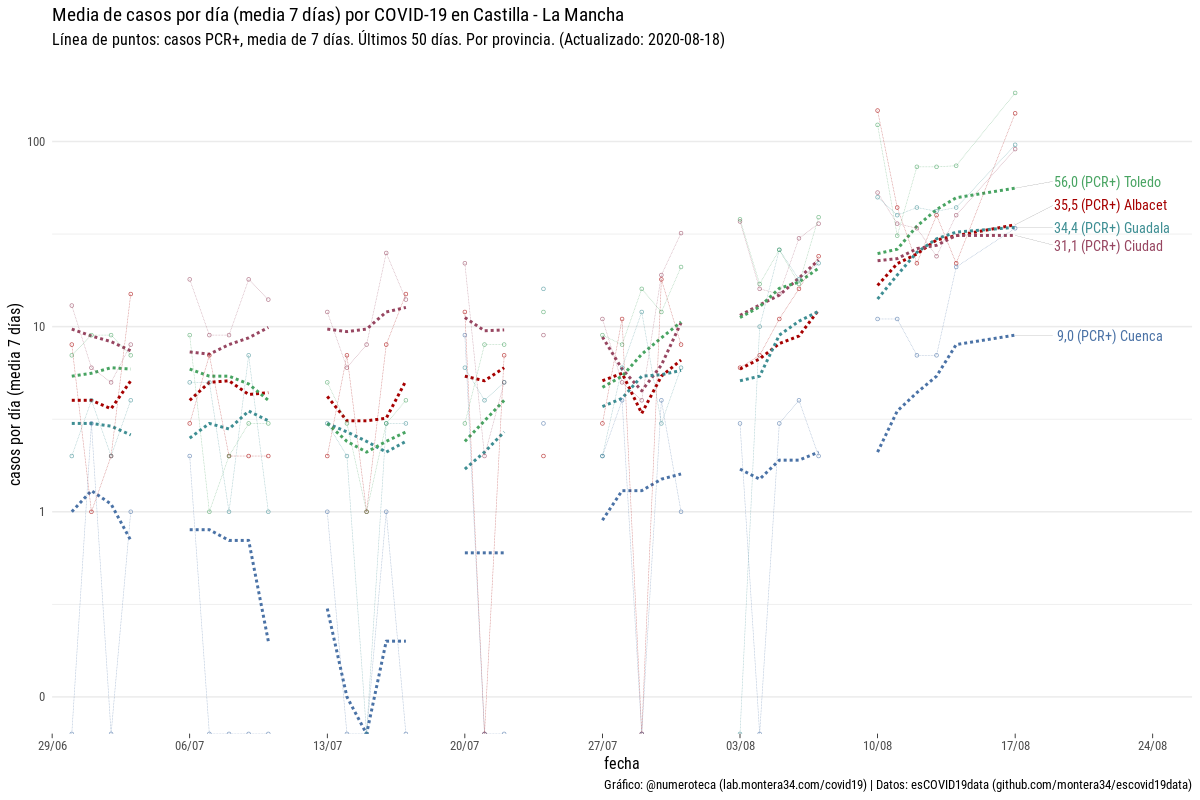 Media de casos por día (media 7 días) por COVID-19 en Castilla - La Mancha
Línea de puntos: casos PCR+, media de 7 días. Últimos 50 días. Por provincia. (Actualizado: 2020-08-18)
casos por día (media 7 días)
100
10
1
0
56,0 (PCR+) Toledo
35,5 (PCR+) Albacet
34,4 (PCR+) Guadala
31,1 (PCR+) Ciudad
9,0 (PCR+) Cuenca
29/06
06/07
13/07
20/07
27/07
03/08
10/08
17/08
24/08
fecha
Gráfico: @numeroteca (lab.montera34.com/covid19) | Datos: esCOVID19data (github.com/montera34/escovid19data)